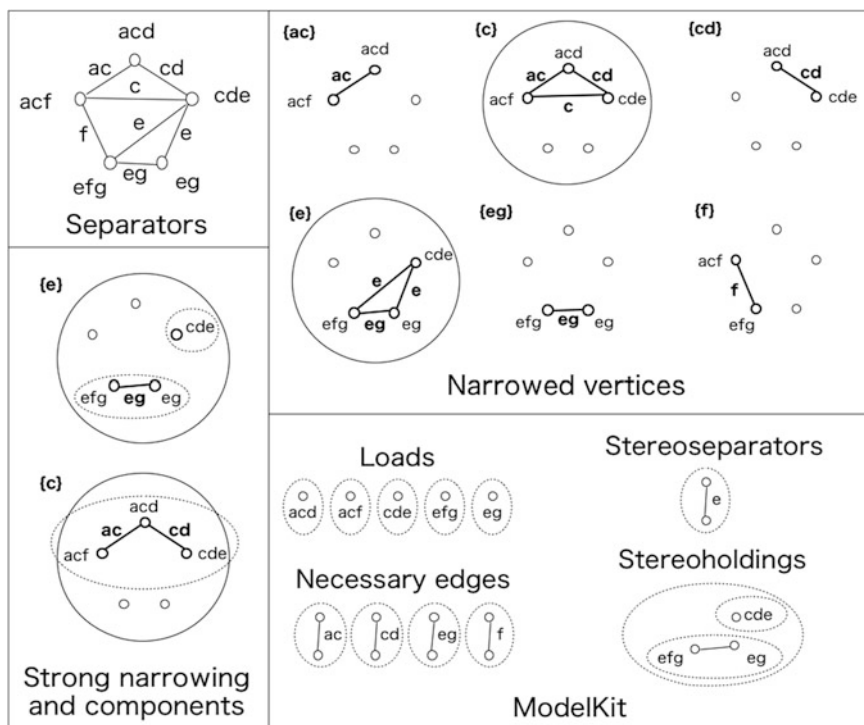 acd
ac cd
c
acf cde
f e e
eg
efg eg
Separators
{ac}
acd
ac
acf
{c}
acd
ac cd
acf cde
c
{cd}
acd
cd
cde
{e}
cde
e
e
efg eg eg
{eg}
efg eg eg
{f}
acf
f
efg
Narrowed vertices
{e}
cde
efg eg eg
{c}
acd
ac cd
acf cde
Strong narrowing
and components
Loads
acd acf cde efg eg
Necessary edges
ac cd eg f
Stereoseparators
e
Stereoholdings
cde
efg eg
ModelKit